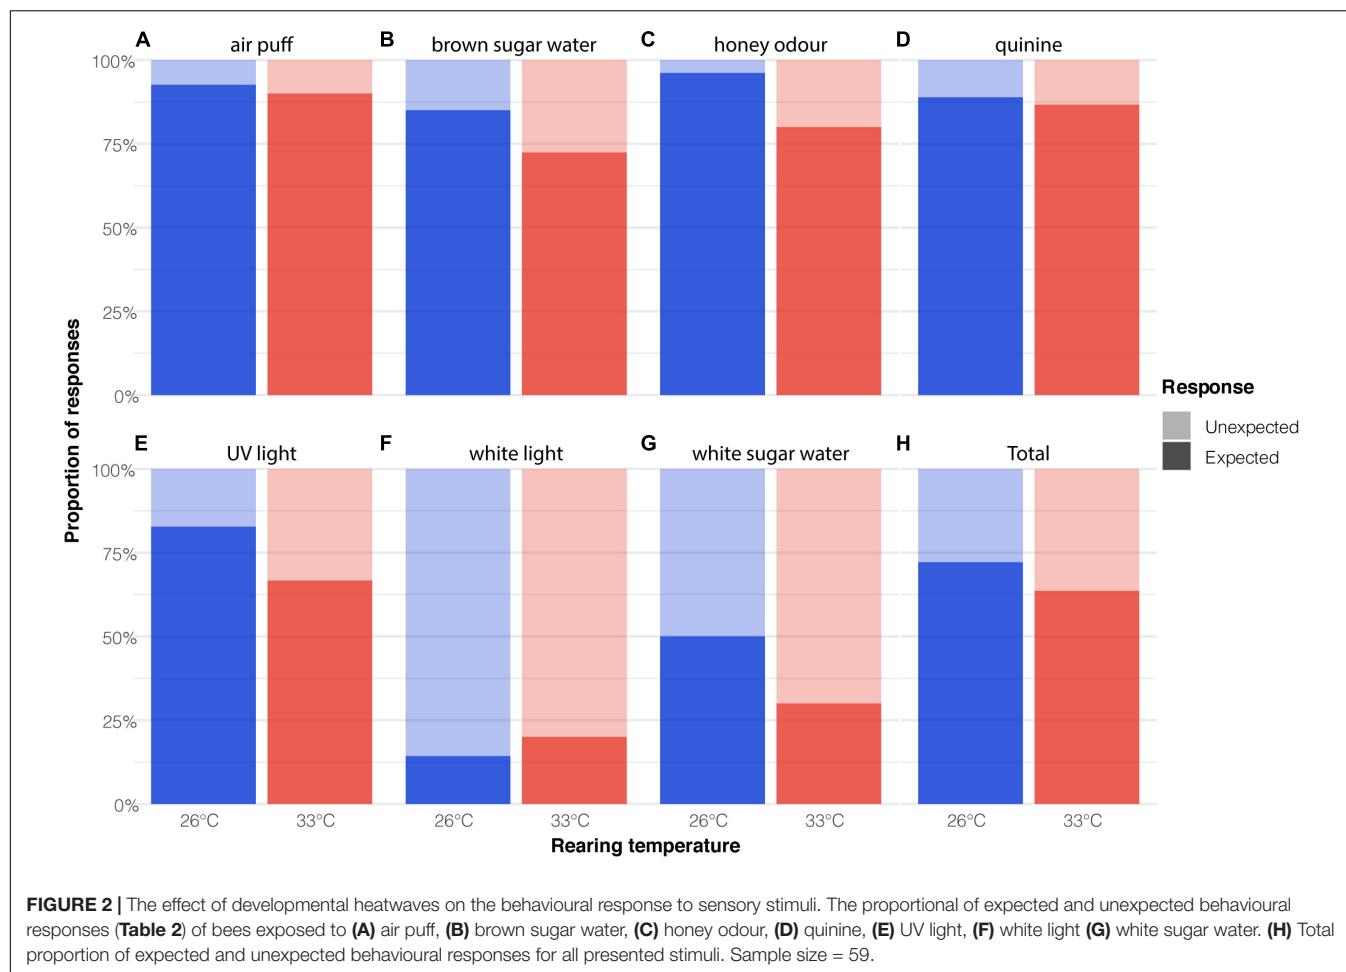 A air puff
B brown sugar water
C honey odour
D quinine
100%
75%
50%
25%
0%
E UV light
F white light
G white sugar water
H Total
100%
75%
50%
25%
0%
26°C 33°C 26°C 33°C 26°C 33°C 26°C 33°C
Proportion of responses
Rearing temperature
Response
Unexpected
Expected
FIGURE 2 | The effect of developmental heatwaves on the behavioural response to sensory stimuli. The proportional of expected and unexpected behavioural
responses (Table 2) of bees exposed to (A) air puff, (B) brown sugar water, (C) honey odour, (D) quinine, (E) UV light, (F) white light (G) white sugar water. (H) Total
proportion of expected and unexpected behavioural responses for all presented stimuli. Sample size = 59.